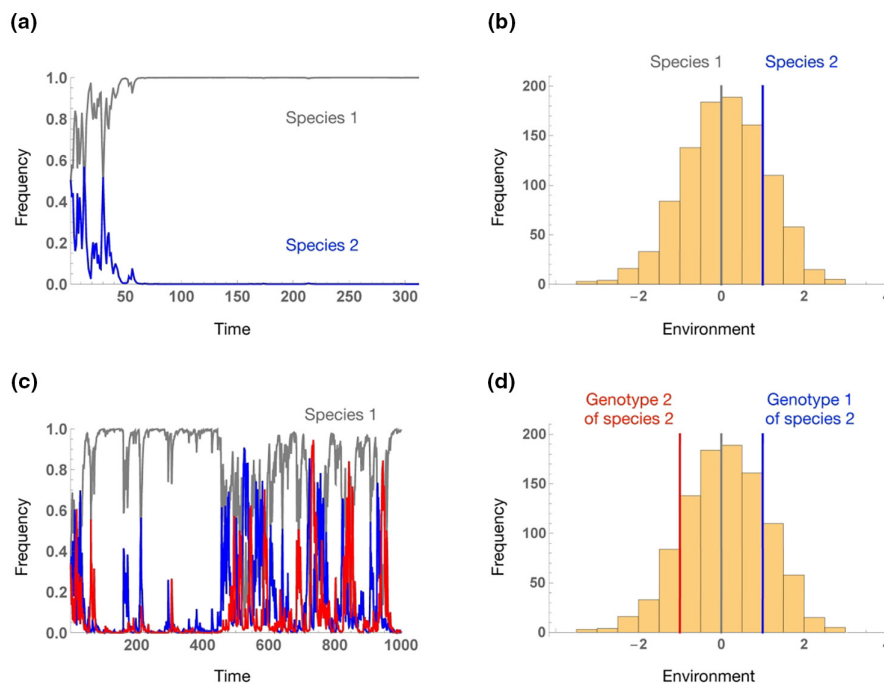 (a)
1.0
0.8
0.6
0.4
0.2
0.0
Frequency
Species 1
Species 2
50
100
150
200
250
300
Time
(b)
Species 1
Species 2
200
150
100
50
0
Frequency
−2
0
2
Environment
(c)
Species 1
1.0
0.8
0.6
0.4
0.2
0.0
Frequency
200
400
600
800
1000
Time
(d)
Genotype 2
of species 2
Genotype 1
of species 2
200
150
100
50
0
Frequency
−2
0
2
Environment